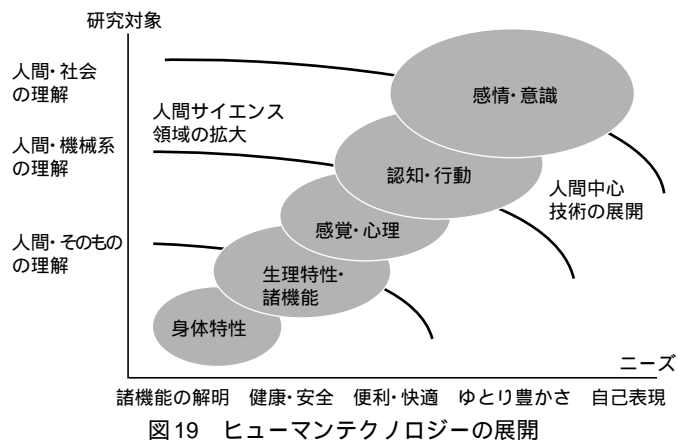 研究対象
人間・社会
の理解
人間サイエンス
領域の拡大
人間・機械系
の理解
人間・そのもの
の理解
感情・意識
認知・行動
人間中心
技術の展開
感覚・心理
生理特性・
諸機能
身体特性
ニーズ
諸機能の解明 健康・安全 便利・快適 ゆとり豊かさ 自己表現
図19 ヒューマンテクノロジーの展開